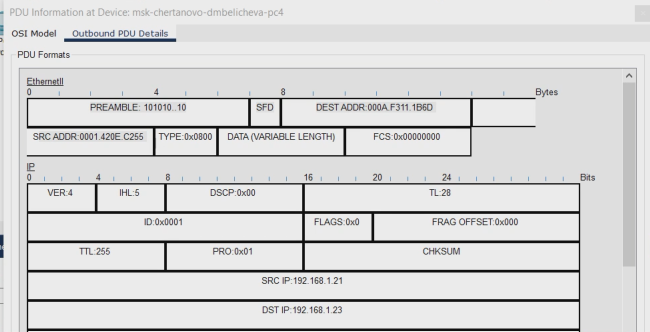 PDU Information at Device: msk-chertanovo-dmbelicheva-pc4
OSI Model Outbound PDU Details
PDU Formats
EthernetII
0 4 8 Bytes
PREAMBLE: 101010..10 SFD DEST ADDR:000A.F311.1B6D
SRC ADDR:0001.420E.C255 TYPE:0x0800 DATA (VARIABLE LENGTH) FCS:0x00000000
IP
0 4 8 16 20 24 Bits
VER:4 IHL:5 DSCP:0x00 TL:28
ID:0x0001 FLAGS:0x0 FRAG OFFSET:0x000
TTL:255 PRO:0x01 CHKSUM
SRC IP:192.168.1.21
DST IP:192.168.1.23